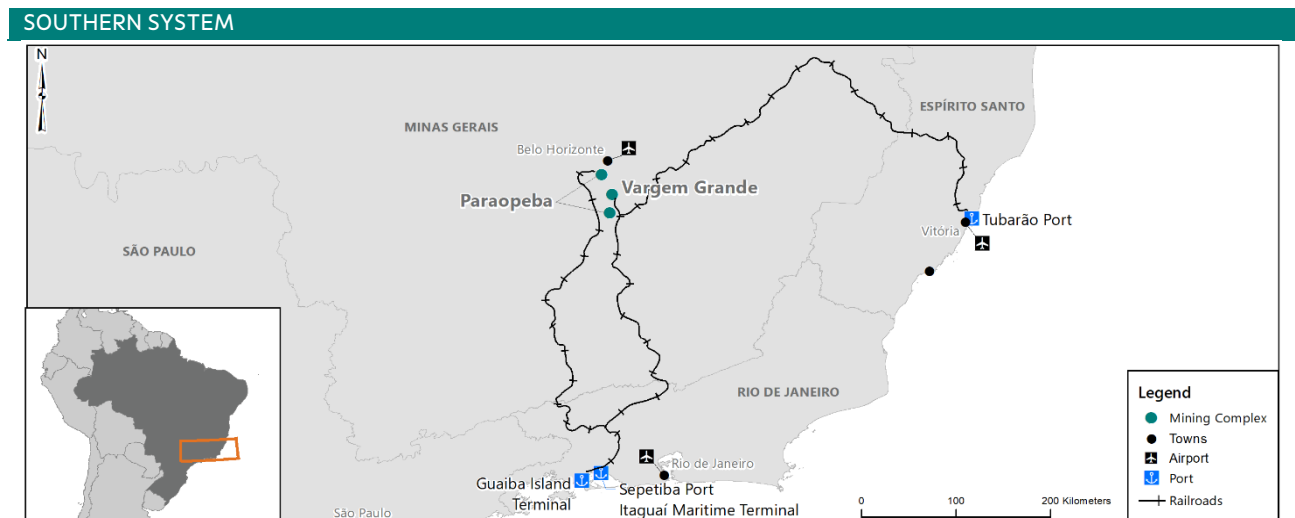 SOUTHERN SYSTEM
N
ESPÍRITO SANTO
MINAS GERAIS
Belo Horizonte
Vargem Grande
Paraopeba
Tubarão Port
Vitória
SÃO PAULO
RIO DE JANEIRO
Rio de Janeiro
Guaiba Island
Terminal
Sepetiba Port
Itaguaí Maritime Terminal
São Paulo
0 100 200 Kilometers
Legend
Mining Complex
Towns
Airport
Port
Railroads